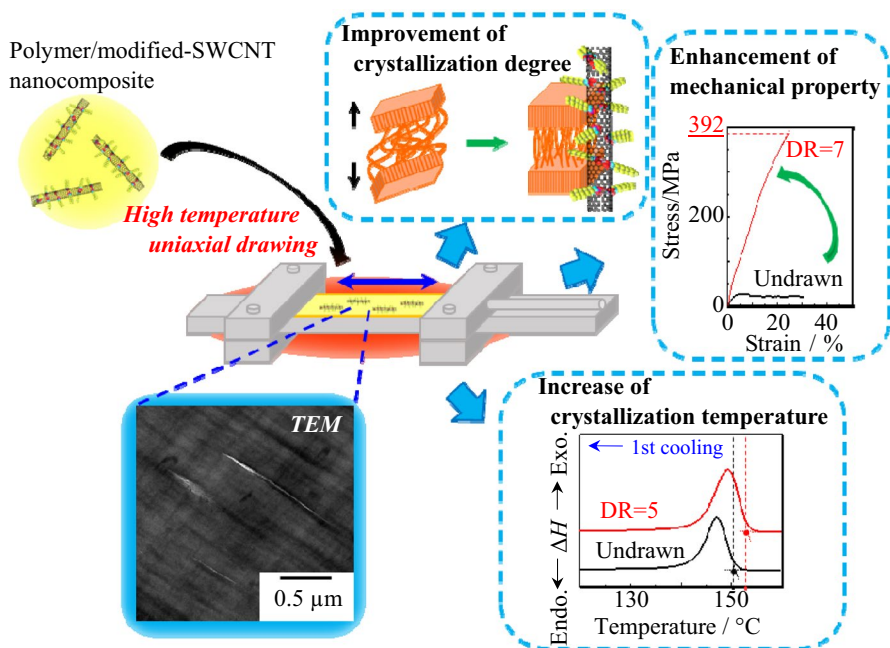 Polymer/modified-SWCNT
nanocomposite
High temperature
uniaxial drawing
Improvement of
crystallization degree
Enhancement of
mechanical property
392
DR=7
200
Undrawn
0
0
20
40
Stress/MPa
Strain / %
TEM
0.5 µm
Increase of
crystallization temperature
← 1st cooling
DR=5
Undrawn
Endo. ← ΔH → Exo.
130
150
Temperature / °C